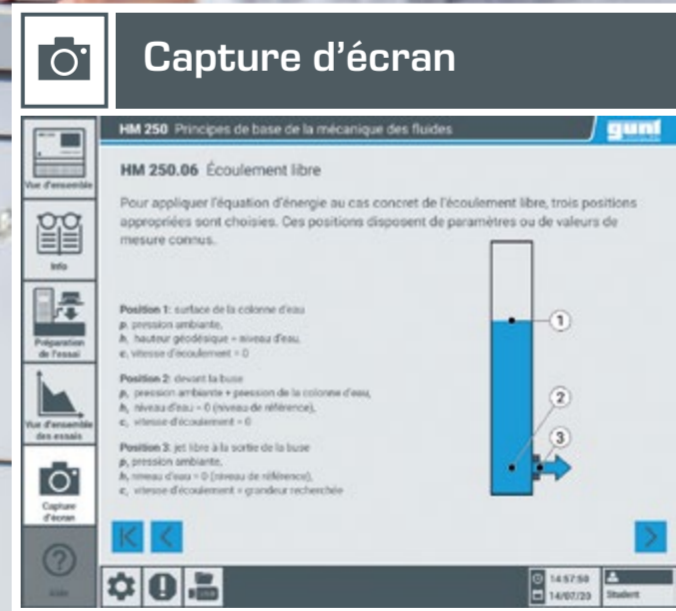 Capture d’écran
HM 250 Principes de base de la mécanique des fluides
gunt
HM 250.06 Écoulement libre
Pour appliquer l'équation d'énergie au cas concret de l'écoulement libre, trois positions
appropriées sont choisies. Ces positions disposent de paramètres ou de valeurs de
mesure connus.
Position 1: surface de la colonne d'eau
p, pression ambiante,
h, hauteur géodésique = niveau d'eau,
c, vitesse d'écoulement = 0
Position 2: devant la buse
p, pression ambiante + pression de la colonne d'eau,
h, niveau d'eau = 0 (niveau de référence),
c, vitesse d'écoulement = 0
Position 3: jet libre à la sortie de la buse
p, pression ambiante,
h, niveau d'eau = 0 (niveau de référence),
c, vitesse d'écoulement = grandeur recherchée
1
2
3
Vue d'ensemble
Info
Préparation
de l'essai
Vue d'ensemble
des essais
Capture
d'écran
Aide
14:57:50
14/07/20
Student